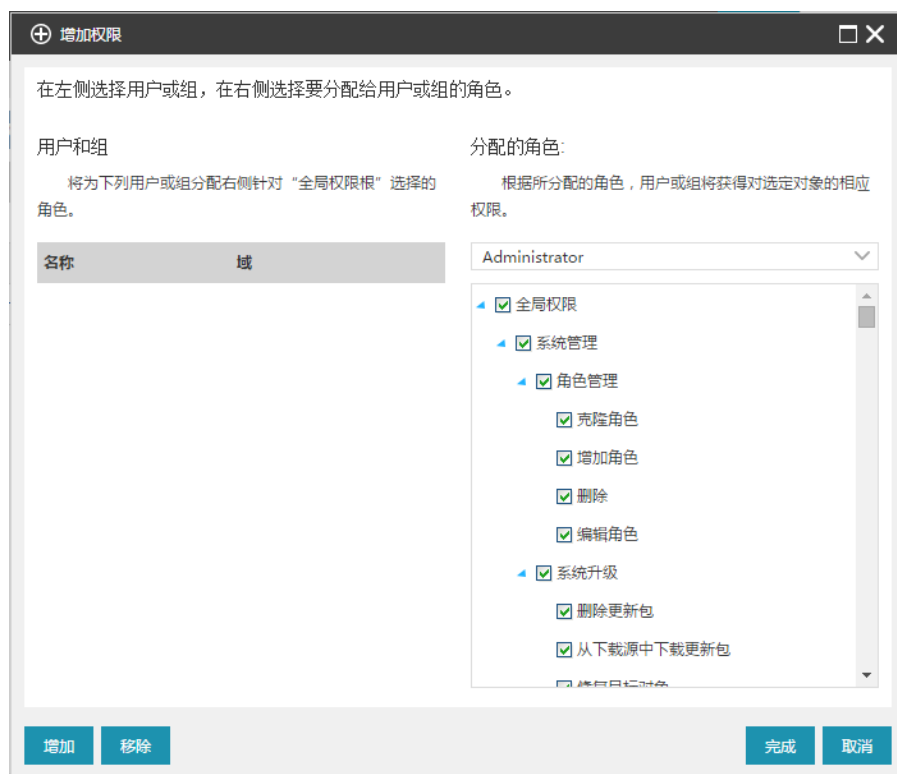 增加权限
在左侧选择用户或组，在右侧选择要分配给用户或组的角色。
用户和组
将为下列用户或组分配右侧针对“全局权限根”选择的
角色。
名称 域
分配的角色:
根据所分配的角色，用户或组将获得对选定对象的相应
权限。
Administrator
全局权限
系统管理
角色管理
克隆角色
增加角色
删除
编辑角色
系统升级
删除更新包
从下载源中下载更新包
增加 移除 完成 取消